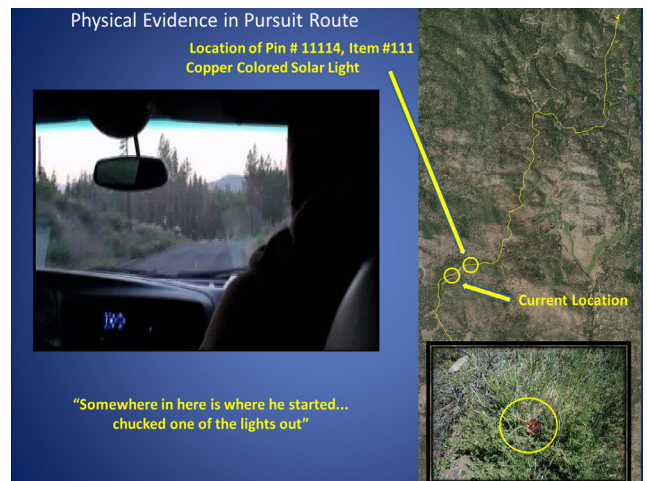 Physical Evidence in Pursuit Route
Location of Pin # 11114, Item #111
Copper Colored Solar Light
Current Location
“Somewhere in here is where he started...
chucked one of the lights out”